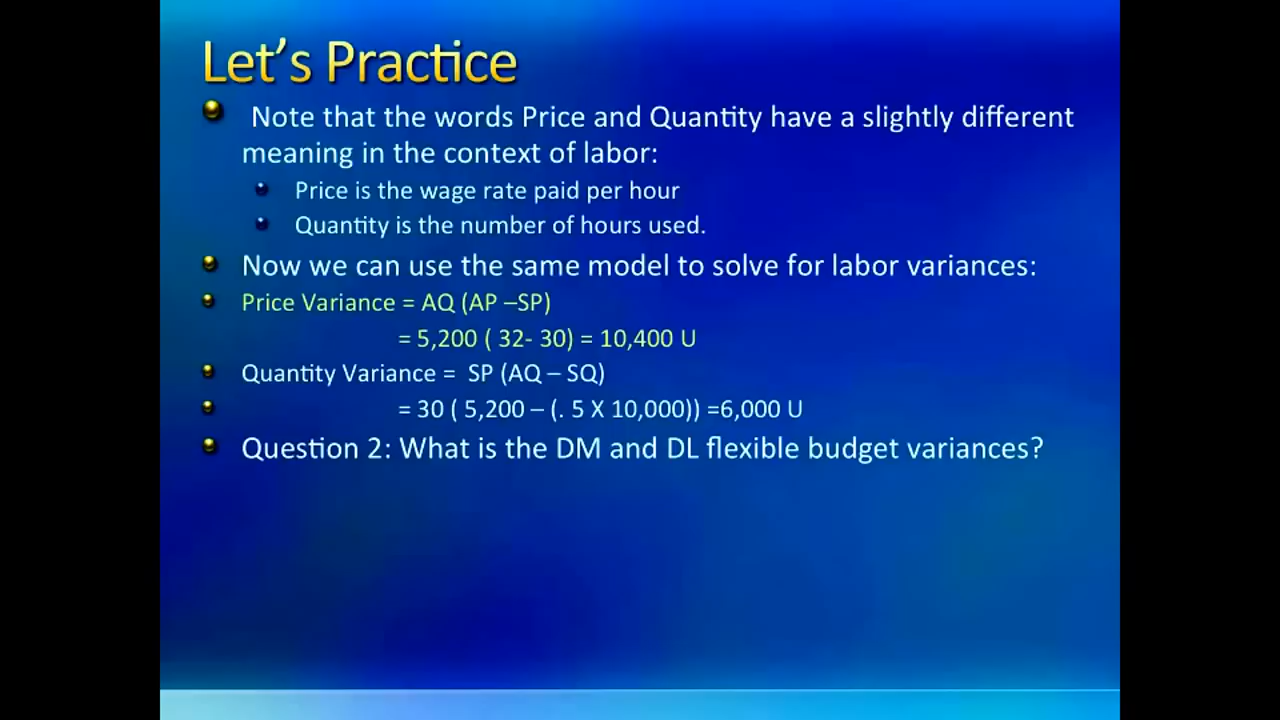 Let's Practice
Note that the words Price and Quantity have a slightly different
meaning in the context of labor:
Price is the wage rate paid per hour
Quantity is the number of hours used.
Now we can use the same model to solve for labor variances:
Price Variance = AQ (AP –SP)
= 5,200 ( 32- 30) = 10,400 U
Quantity Variance =  SP (AQ – SQ)
= 30 ( 5,200 – (. 5 X 10,000)) =6,000 U
Question 2: What is the DM and DL flexible budget variances?